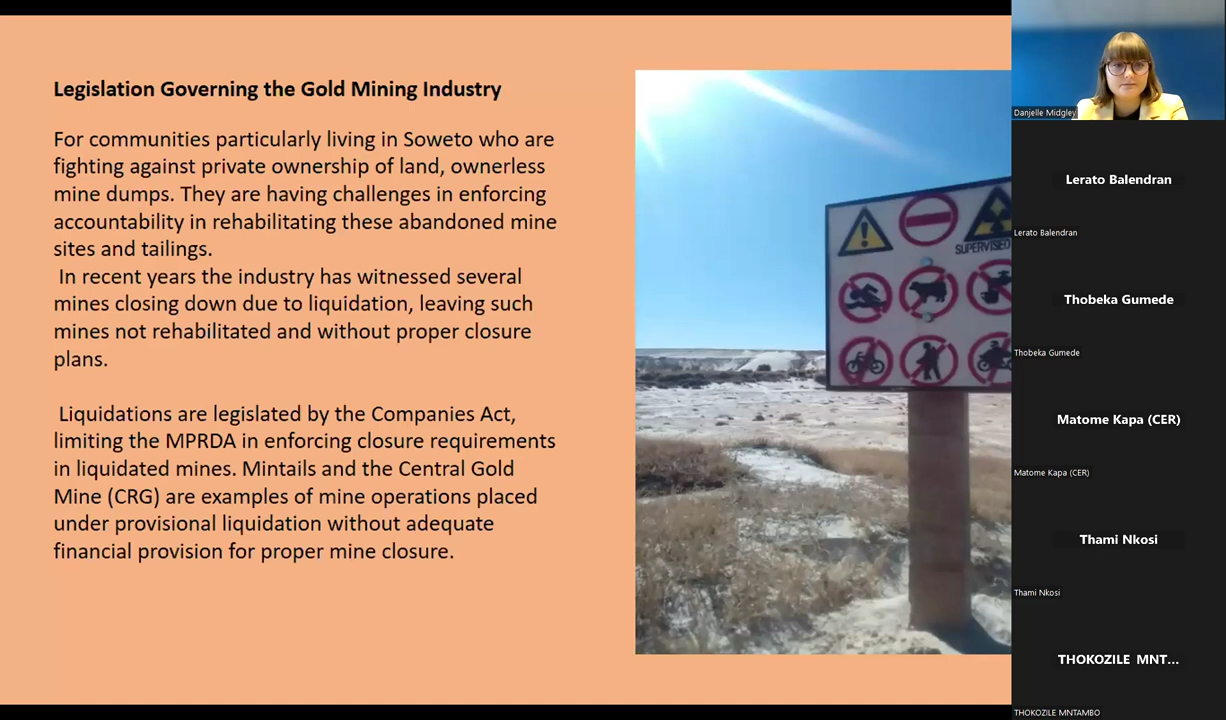 Legislation Governing the Gold Mining Industry
For communities particularly living in Soweto who are
fighting against private ownership of land, ownerless
mine dumps. They are having challenges in enforcing
accountability in rehabilitating these abandoned mine
sites and tailings.
In recent years the industry has witnessed several
mines closing down due to liquidation, leaving such
mines not rehabilitated and without proper closure
plans.
Liquidations are legislated by the Companies Act,
limiting the MPRDA in enforcing closure requirements
in liquidated mines. Mintails and the Central Gold
Mine (CRG) are examples of mine operations placed
under provisional liquidation without adequate
financial provision for proper mine closure.
SUPERVISED
Danjelle Midgley
Lerato Balendran
Lerato Balendran
Thobeka Gumede
Thobeka Gumede
Matome Kapa (CER)
Matome Kapa (CER)
Thami Nkosi
Thami Nkosi
THOKOZILE MNT...
THOKOZILE MNTAMBO